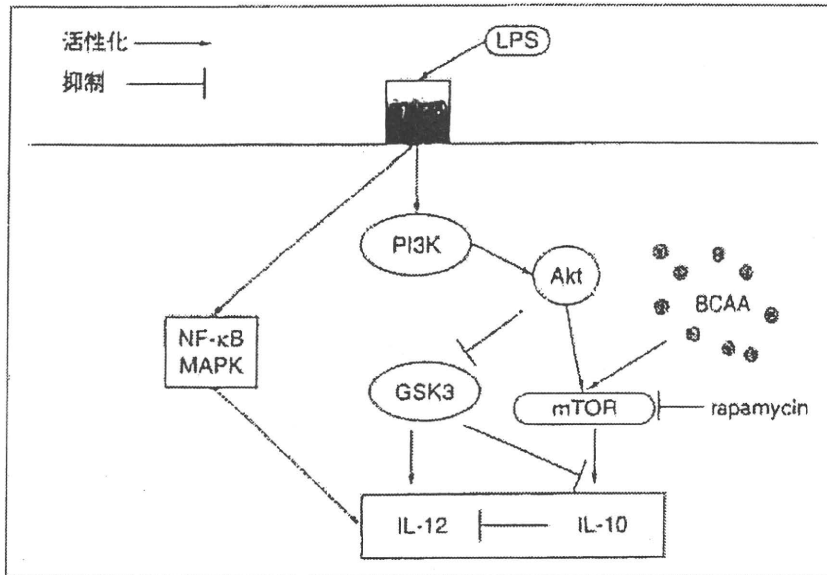 活性化
抑制
LPS
PI3K
Akt
BCAA
NF-κB
MAPK
GSK3
mTOR
rapamycin
IL-12
IL-10